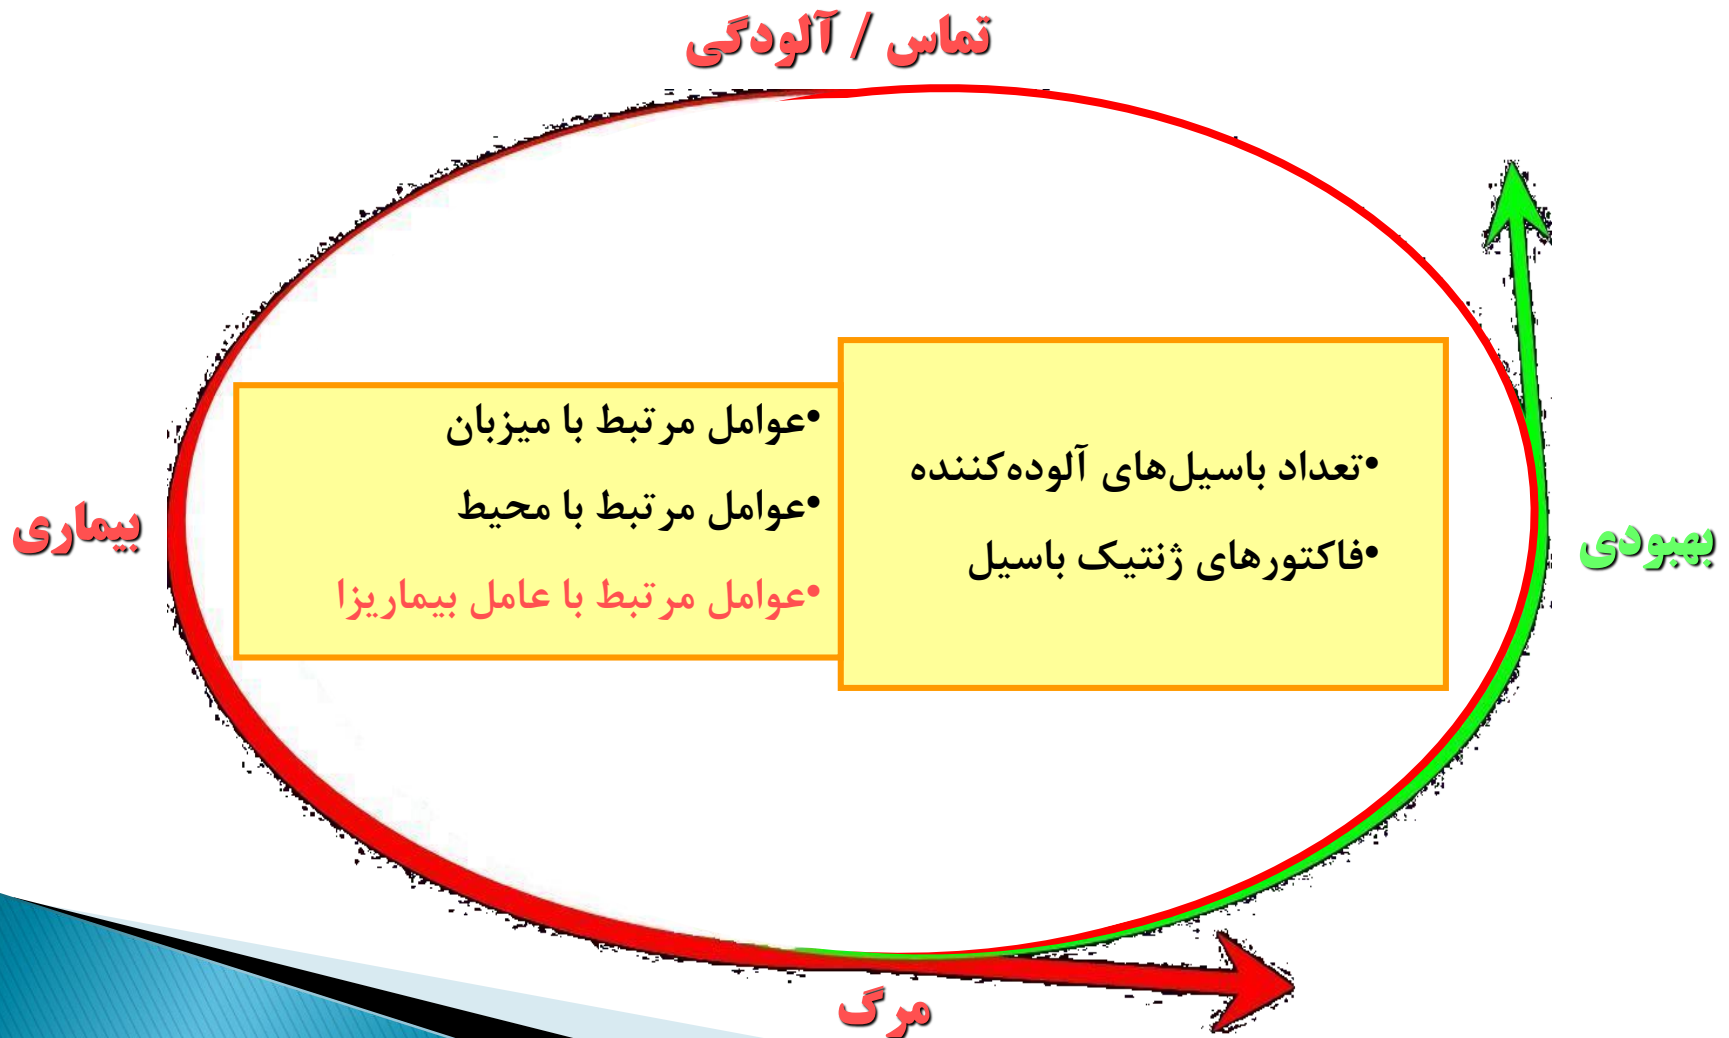 تماس / آلودگی
•عوامل مرتبط با میزبان
•عوامل مرتبط با محیط
•عوامل مرتبط با عامل بیماریزا
•تعداد باسیل‌های آلوده‌کننده
•فاکتورهای ژنتیک باسیل
بیماری
بهبودی
مرگ